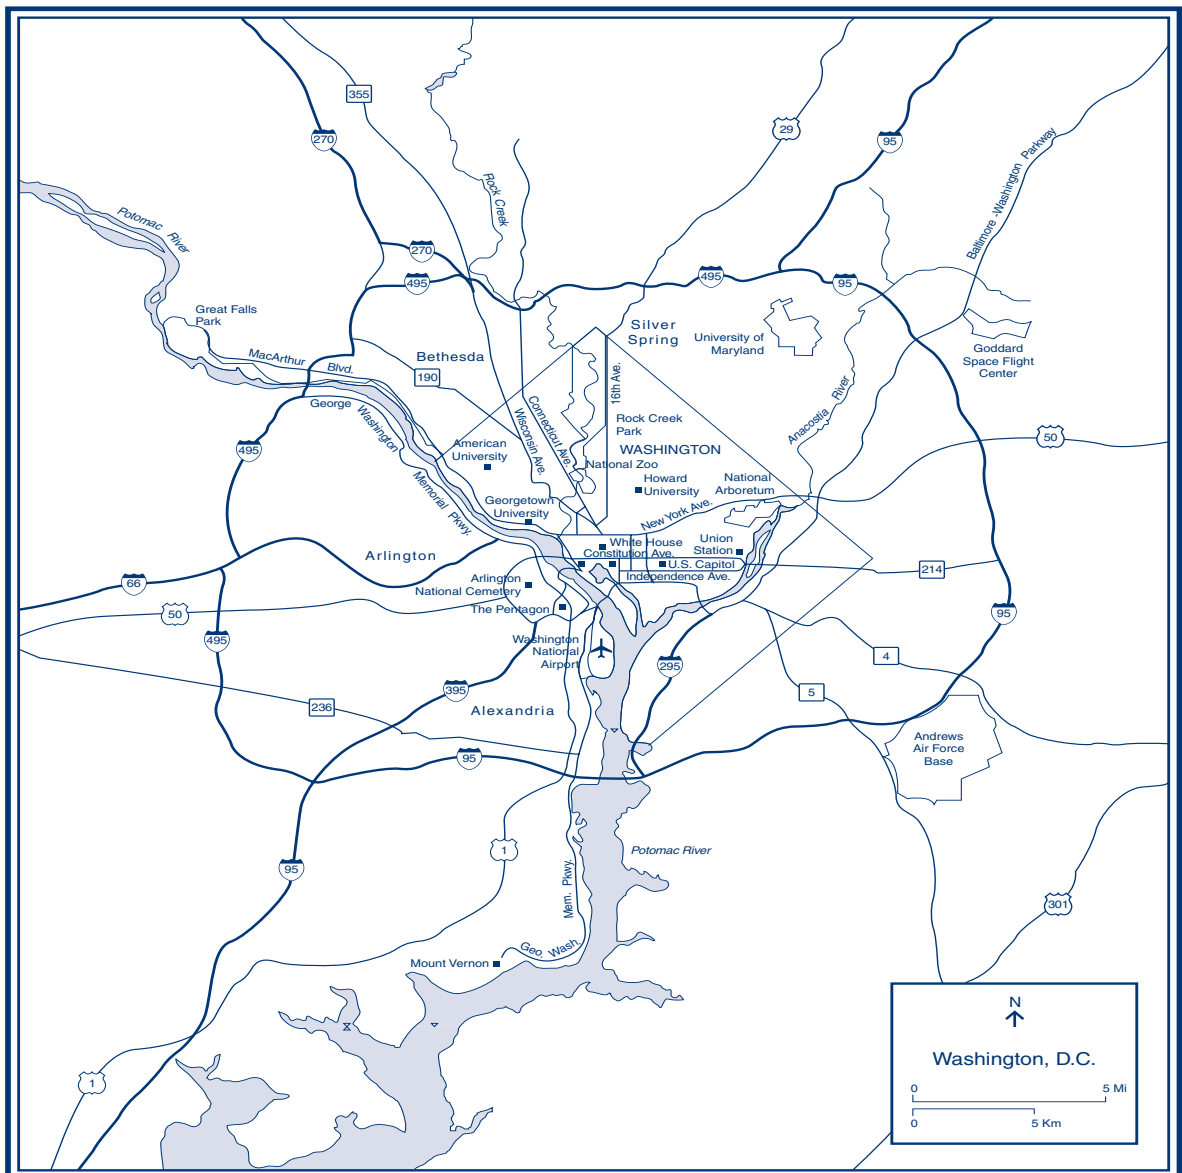 355
29
270
95
Baltimore -Washington Parkway
Rock Creek
Potomac
River
270
495
495
95
Great Falls
Park
Silver
Spring
University of
Maryland
Goddard
Space Flight
Center
MacArthur
Blvd.
Bethesda
190
16th Ave.
Anacostia
River
George
Washington
Memorial Pkwy.
Connecticut Ave.
Wisconsin Ave.
Rock Creek
Park
WASHINGTON
50
495
American
University
National Zoo
Howard
University
National
Arboretum
Georgetown
University
New York Ave.
White House
Constitution Ave.
Union
Station
U.S. Capitol
Independence Ave.
Arlington
66
214
Arlington
National Cemetery
The Pentagon
50
95
495
Washington
National
Airport
295
4
5
395
236
Alexandria
Andrews
Air Force
Base
95
1
Potomac River
95
Mem. Pkwy.
301
Geo. Wash.
Mount Vernon
1
N
Washington, D.C.
0
5 Mi
0
5 Km